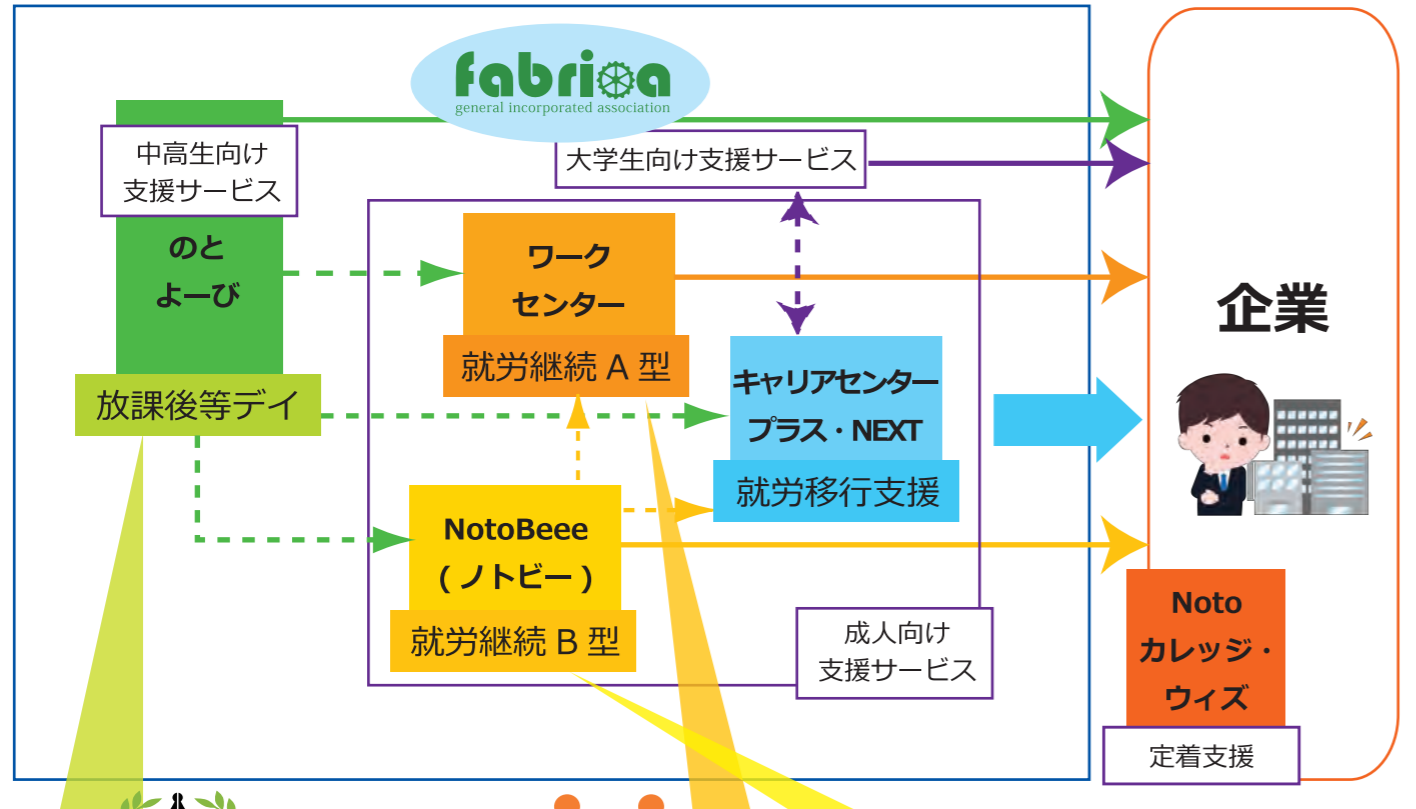 fabrica
general incorporated association
中高生向け
支援サービス
大学生向け支援サービス
のと
よーび
放課後等デイ
ワーク
センター
就労継続 A 型
キャリアセンター
プラス・NEXT
就労移行支援
NotoBeee
( ノトビー )
就労継続 B 型
成人向け
支援サービス
企業
Noto
カレッジ・
ウィズ
定着支援